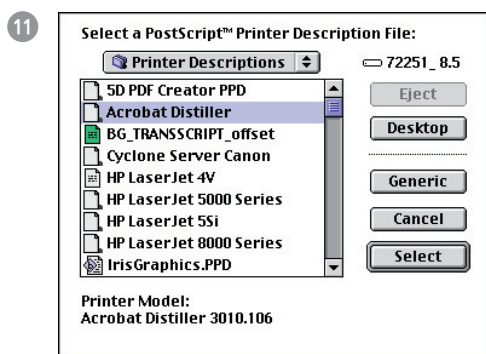 11
Select a PostScript™ Printer Description File:
Printer Descriptions
72251_ 8.5
5D PDF Creator PPD
Acrobat Distiller
BG_TRANSSCRIPT_offset
Cyclone Server Canon
HP LaserJet 4V
HP LaserJet 5000 Series
HP LaserJet 5Si
HP LaserJet 8000 Series
IrisGraphics.PPD
Eject
Desktop
Generic
Cancel
Select
Printer Model:
Acrobat Distiller 3010.106